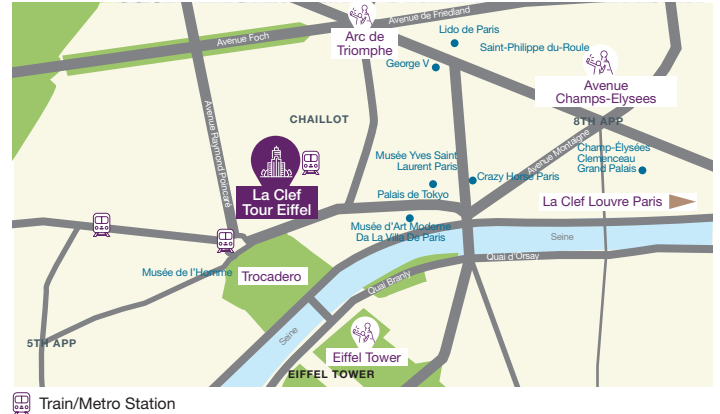 Avenue de Friedland
Lido de Paris
Avenue Foch
Arc de
Triomphe
Saint-Philippe du-Roule
George V
Avenue
Champs-Elysees
Avenue Raymond Poincaré
CHAILLOT
8TH APP
Avenue Montaigne
Musée Yves Saint
Laurent Paris
Champ-Élysées
Clemenceau
Grand Palais
Crazy Horse Paris
La Clef
Tour Eiffel
Palais de Tokyo
La Clef Louvre Paris
Musée d'Art Moderne
Da La Villa De Paris
Seine
Quai d'Orsay
Musée de l'Homme
Trocadero
Quai Branly
Seine
5TH APP
Eiffel Tower
EIFFEL TOWER
Train/Metro Station